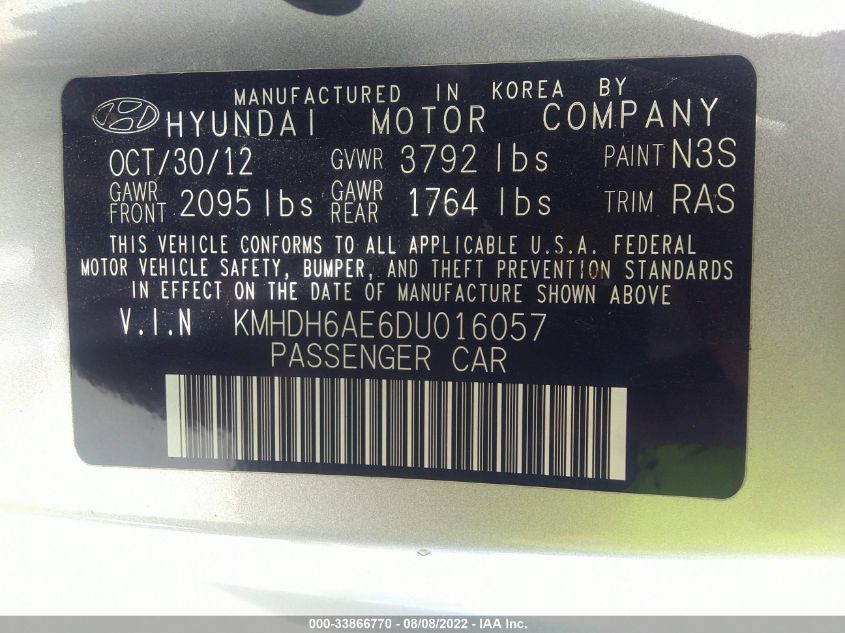 MANUFACTURED IN KOREA BY
HYUNDAI MOTOR COMPANY
OCT/30/12 GVWR 3792 lbs PAINT N3S
GAWR FRONT 2095 lbs GAWR REAR 1764 lbs TRIM RAS
THIS VEHICLE CONFORMS TO ALL APPLICABLE U.S.A. FEDERAL
MOTOR VEHICLE SAFETY, BUMPER, AND THEFT PREVENTION STANDARDS
IN EFFECT ON THE DATE OF MANUFACTURE SHOWN ABOVE
V.I.N KMHDH6AE6DU016057
PASSENGER CAR
000-33866770 - 08/08/2022 - IAA Inc.